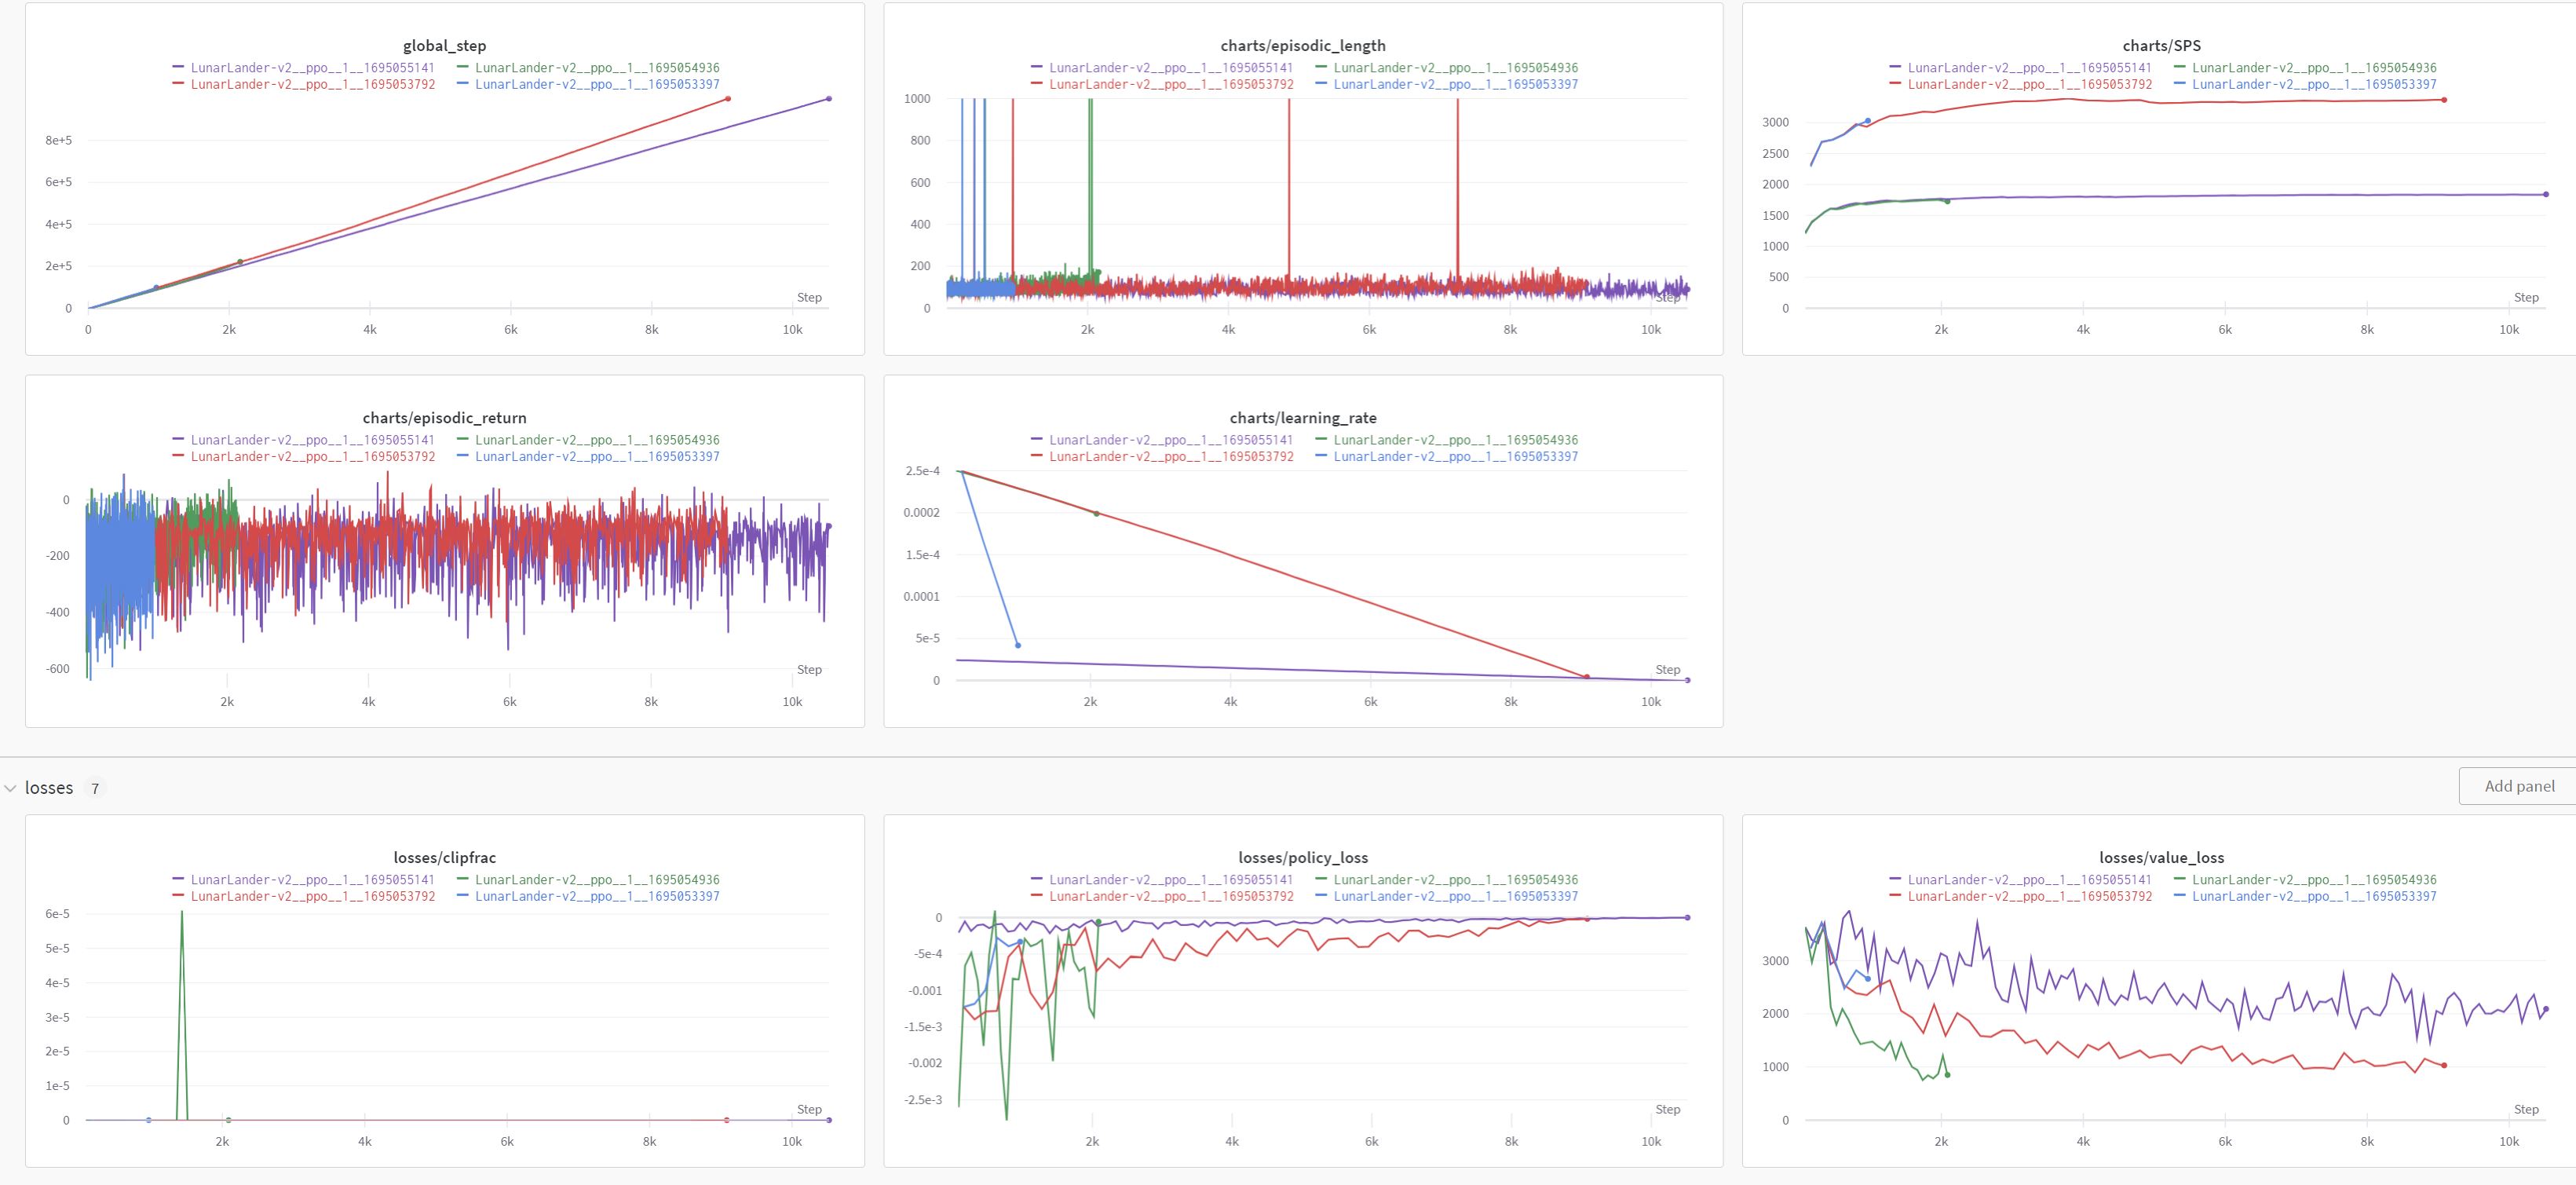 global_step
LunarLander-v2__ppo__1__1695055141 LunarLander-v2__ppo__1__1695054936
LunarLander-v2__ppo__1__1695053792 LunarLander-v2__ppo__1__1695053397
8e+5
6e+5
4e+5
2e+5
0
Step
0 2k 4k 6k 8k 10k
charts/episodic_length
LunarLander-v2__ppo__1__1695055141 LunarLander-v2__ppo__1__1695054936
LunarLander-v2__ppo__1__1695053792 LunarLander-v2__ppo__1__1695053397
1000
800
600
400
200
0
Step
2k 4k 6k 8k 10k
charts/SPS
LunarLander-v2__ppo__1__1695055141 LunarLander-v2__ppo__1__1695054936
LunarLander-v2__ppo__1__1695053792 LunarLander-v2__ppo__1__1695053397
3000
2500
2000
1500
1000
500
0
Step
2k 4k 6k 8k 10k
charts/episodic_return
LunarLander-v2__ppo__1__1695055141 LunarLander-v2__ppo__1__1695054936
LunarLander-v2__ppo__1__1695053792 LunarLander-v2__ppo__1__1695053397
0
-200
-400
-600
Step
2k 4k 6k 8k 10k
charts/learning_rate
LunarLander-v2__ppo__1__1695055141 LunarLander-v2__ppo__1__1695054936
LunarLander-v2__ppo__1__1695053792 LunarLander-v2__ppo__1__1695053397
2.5e-4
0.0002
1.5e-4
0.0001
5e-5
0
Step
2k 4k 6k 8k 10k
losses 7
Add panel
losses/clipfrac
LunarLander-v2__ppo__1__1695055141 LunarLander-v2__ppo__1__1695054936
LunarLander-v2__ppo__1__1695053792 LunarLander-v2__ppo__1__1695053397
6e-5
5e-5
4e-5
3e-5
2e-5
1e-5
0
Step
2k 4k 6k 8k 10k
losses/policy_loss
LunarLander-v2__ppo__1__1695055141 LunarLander-v2__ppo__1__1695054936
LunarLander-v2__ppo__1__1695053792 LunarLander-v2__ppo__1__1695053397
0
-5e-4
-0.001
-1.5e-3
-0.002
-2.5e-3
Step
2k 4k 6k 8k 10k
losses/value_loss
LunarLander-v2__ppo__1__1695055141 LunarLander-v2__ppo__1__1695054936
LunarLander-v2__ppo__1__1695053792 LunarLander-v2__ppo__1__1695053397
3000
2000
1000
0
Step
2k 4k 6k 8k 10k